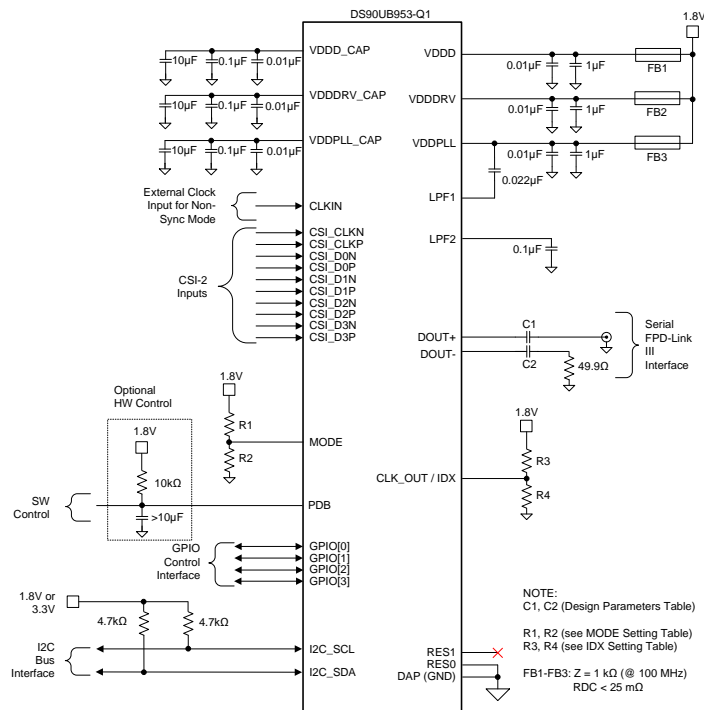 DS90UB953-Q1
1.8V
VDDD_CAP
10µF
0.1µF
0.01µF
VDDDRV_CAP
10µF
0.1µF
0.01µF
VDDPLL_CAP
10µF
0.1µF
0.01µF
VDDD
0.01µF
1µF
FB1
VDDDRV
0.01µF
1µF
FB2
VDDPLL
0.01µF
1µF
FB3
0.022µF
LPF1
LPF2
0.1µF
External Clock
Input for Non-
Sync Mode
CLKIN
CSI-2
Inputs
CSI_CLKN
CSI_CLKP
CSI_D0N
CSI_D0P
CSI_D1N
CSI_D1P
CSI_D2N
CSI_D2P
CSI_D3N
CSI_D3P
DOUT+
DOUT-
C1
C2
49.9Ω
Serial
FPD-Link
III
Interface
1.8V
R1
R2
MODE
Optional
HW Control
1.8V
10kΩ
>10µF
SW
Control
PDB
1.8V
R3
R4
CLK_OUT / IDX
GPIO
Control
Interface
GPIO[0]
GPIO[1]
GPIO[2]
GPIO[3]
1.8V or
3.3V
4.7kΩ
4.7kΩ
I2C
Bus
Interface
I2C_SCL
I2C_SDA
RES1
RES0
DAP (GND)
NOTE:
C1, C2 (Design Parameters Table)
R1, R2 (see MODE Setting Table)
R3, R4 (see IDX Setting Table)
FB1-FB3: Z = 1 kΩ (@ 100 MHz)
RDC < 25 mΩ